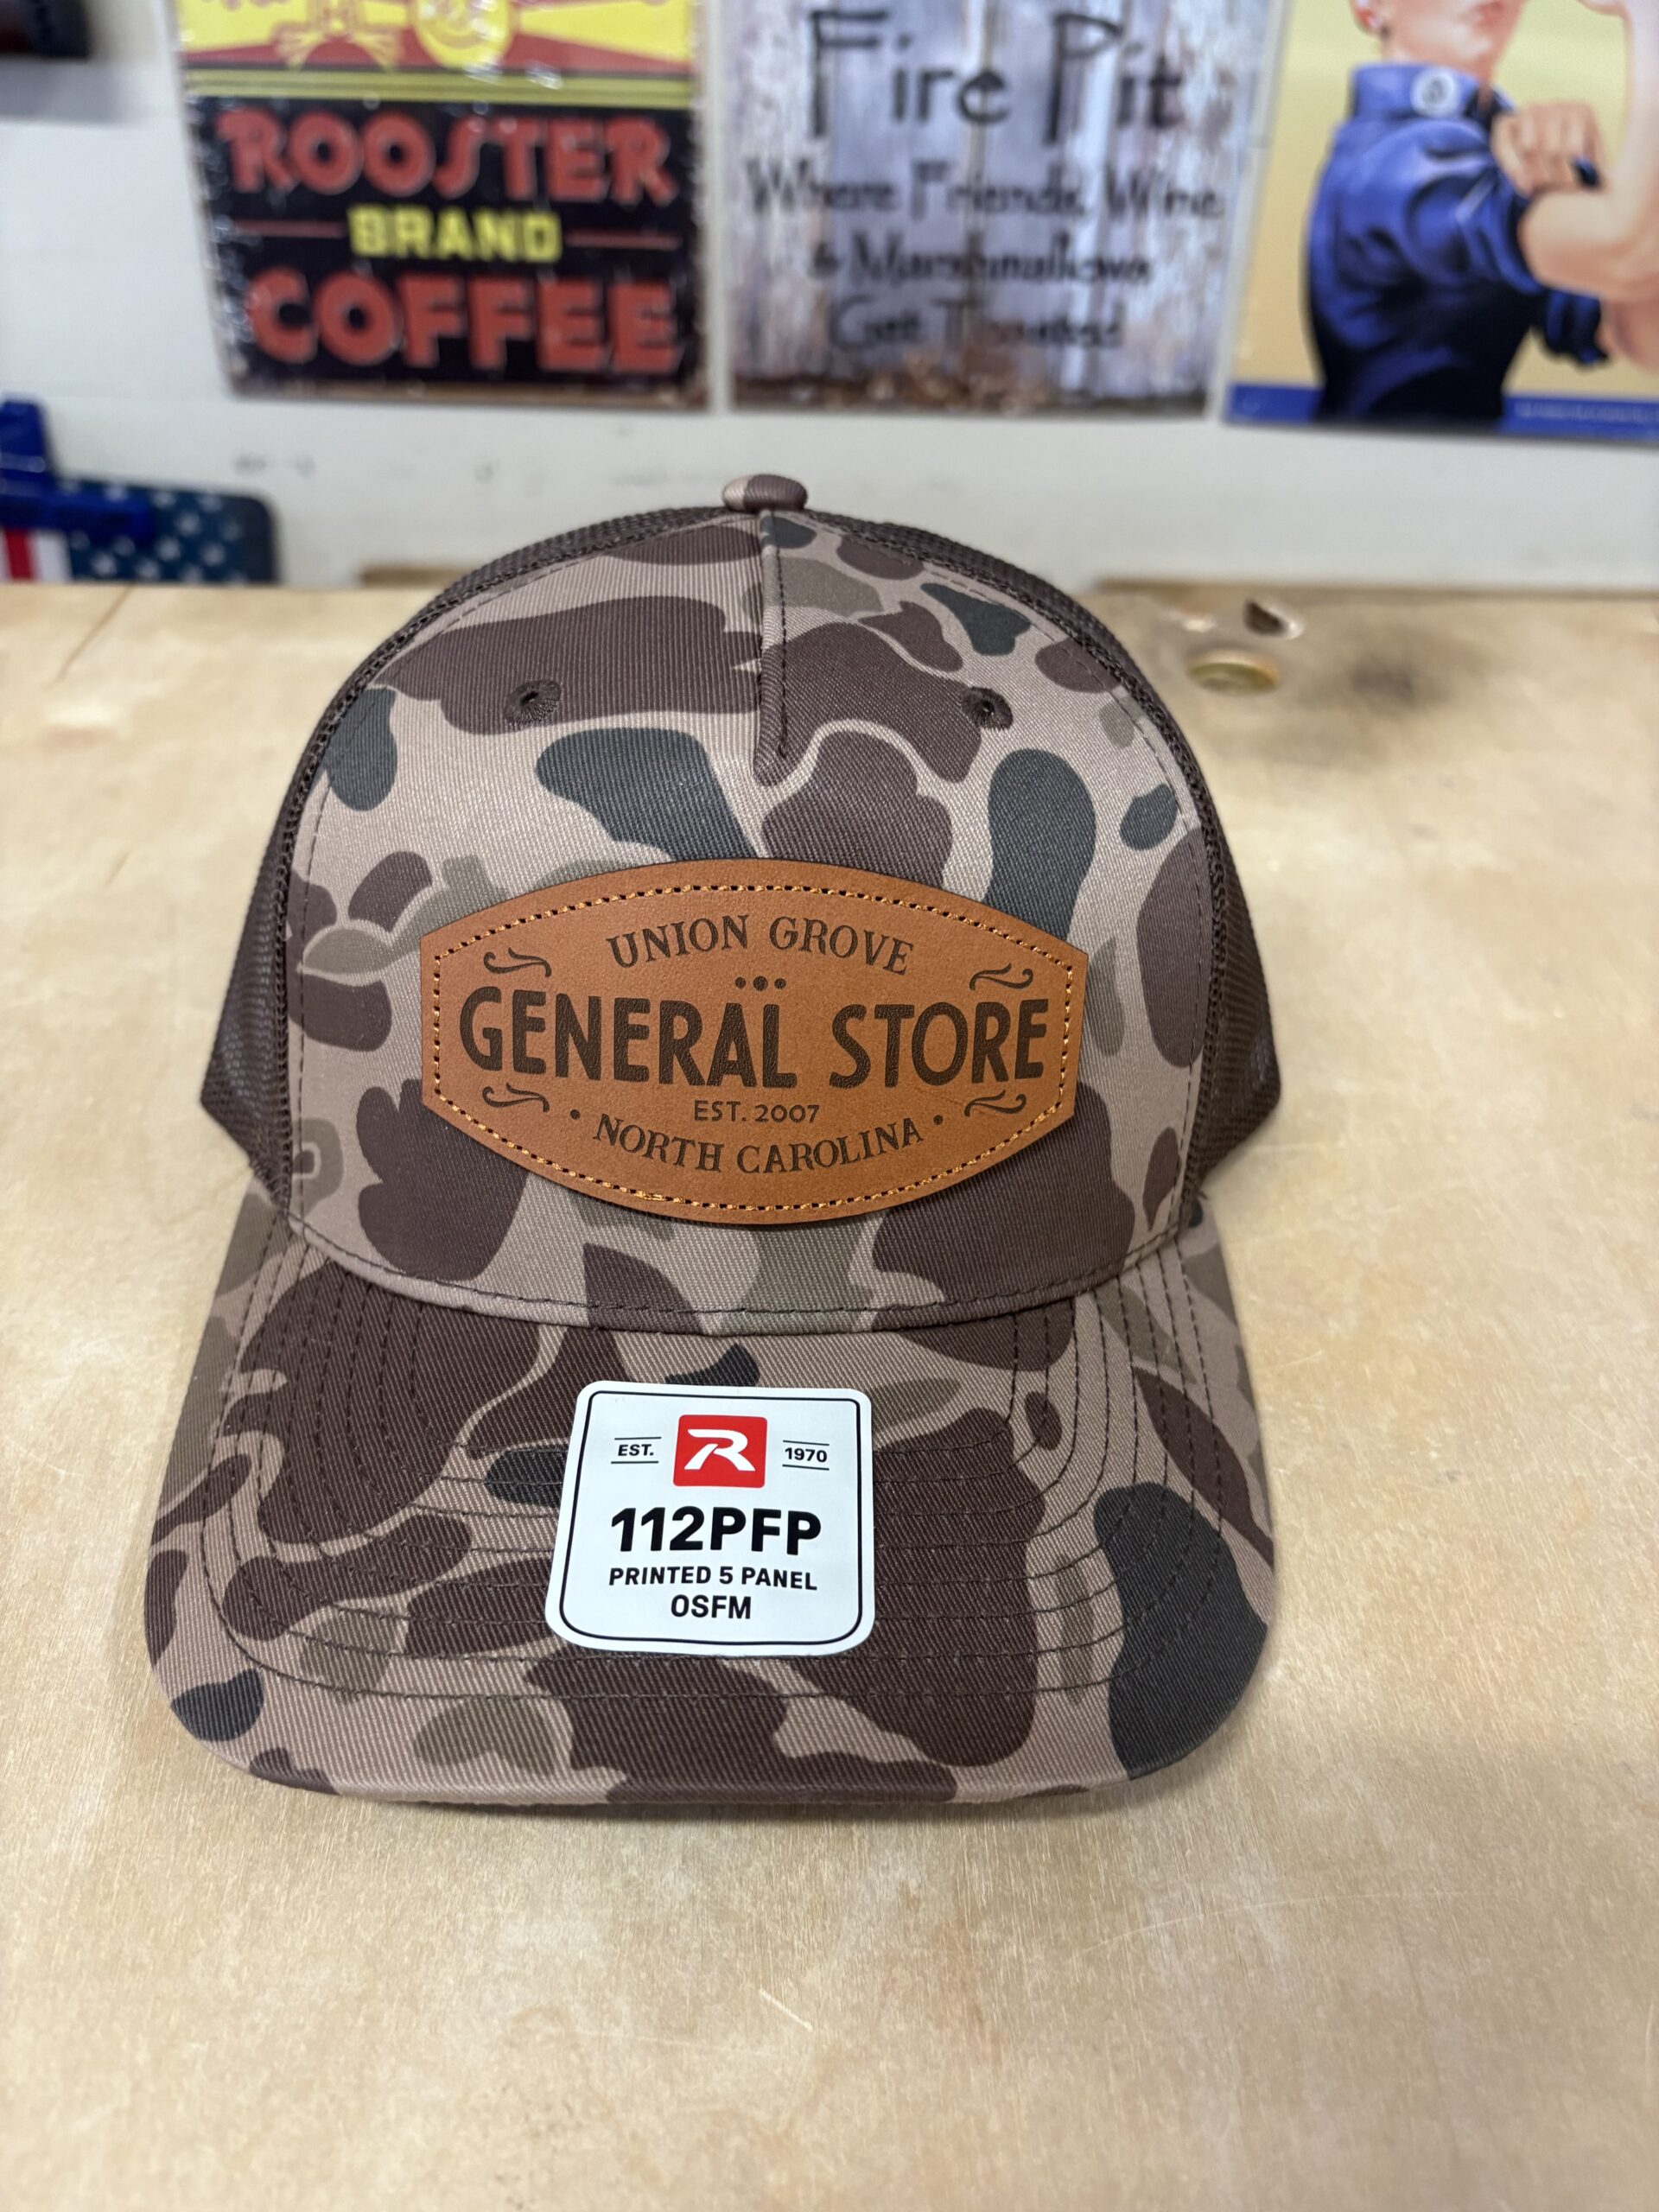 ROOSTER
BRAND
COFFEE
Fire Pit
Where Friends, Wine
& Marshmallows
Get Toasted
UNION GROVE
GENERAL STORE
EST. 2007
• NORTH CAROLINA •
EST. R 1970
112PFP
PRINTED 5 PANEL
OSFM